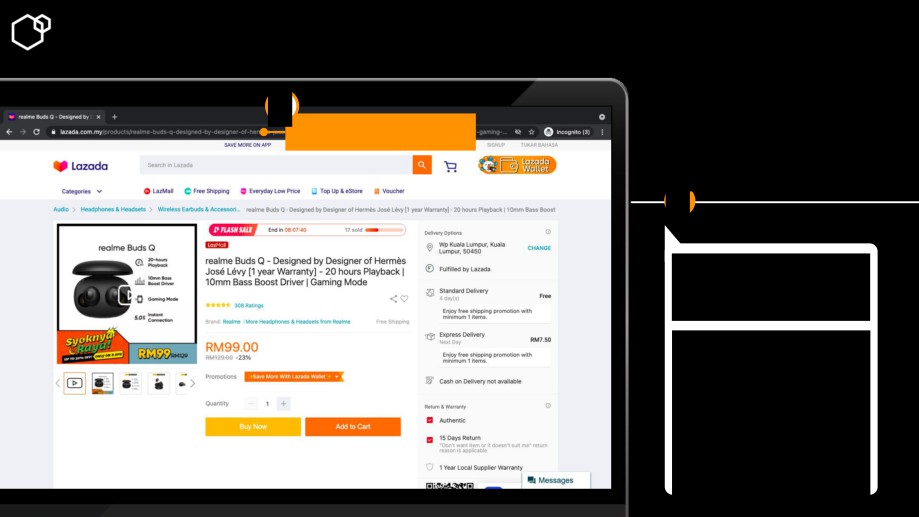 realme Buds Q - Designed by
lazada.com.my/products/realme-buds-q-designed-by-designer-of-her
-gaming-...
Incognito (3)
SAVE MORE ON APP
SIGNUP
TUKAR BAHASA
Lazada
Search in Lazada
Lazada
Wallet
Categories
LazMall
Free Shipping
Everyday Low Price
Top Up & eStore
Voucher
Audio > Headphones & Headsets > Wireless Earbuds & Accessori... realme Buds Q - Designed by Designer of Hermès José Lévy [1 year Warranty] - 20 hours Playback | 10mm Bass Boost
FLASH SALE
End in 08:07:40
17 sold
LazMall
realme Buds Q - Designed by Designer of Hermès
José Lévy [1 year Warranty] - 20 hours Playback |
10mm Bass Boost Driver | Gaming Mode
308 Ratings
Brand: Realme | More Headphones & Headsets from Realme
Free Shipping
RM99.00
RM129.00 -23%
Promotions
Save More With Lazada Wallet
Quantity
1
Buy Now
Add to Cart
realme Buds Q
20-hours
Playback
10mm Bass
Boost Driver
Gaming Mode
5.0
Instant
Connection
Syoknya
Raya!
RM99
RM129
Delivery Options
Wp Kuala Lumpur, Kuala
Lumpur, 50450
CHANGE
Fulfilled by Lazada
Standard Delivery
4 day(s)
Free
Enjoy free shipping promotion with
minimum 1 items.
Express Delivery
Next Day
RM7.50
Enjoy free shipping promotion with
minimum 1 items.
Cash on Delivery not available
Return & Warranty
Authentic
15 Days Return
"Don't want item or it doesn't suit me" return
reason is applicable
1 Year Local Supplier Warranty
Messages